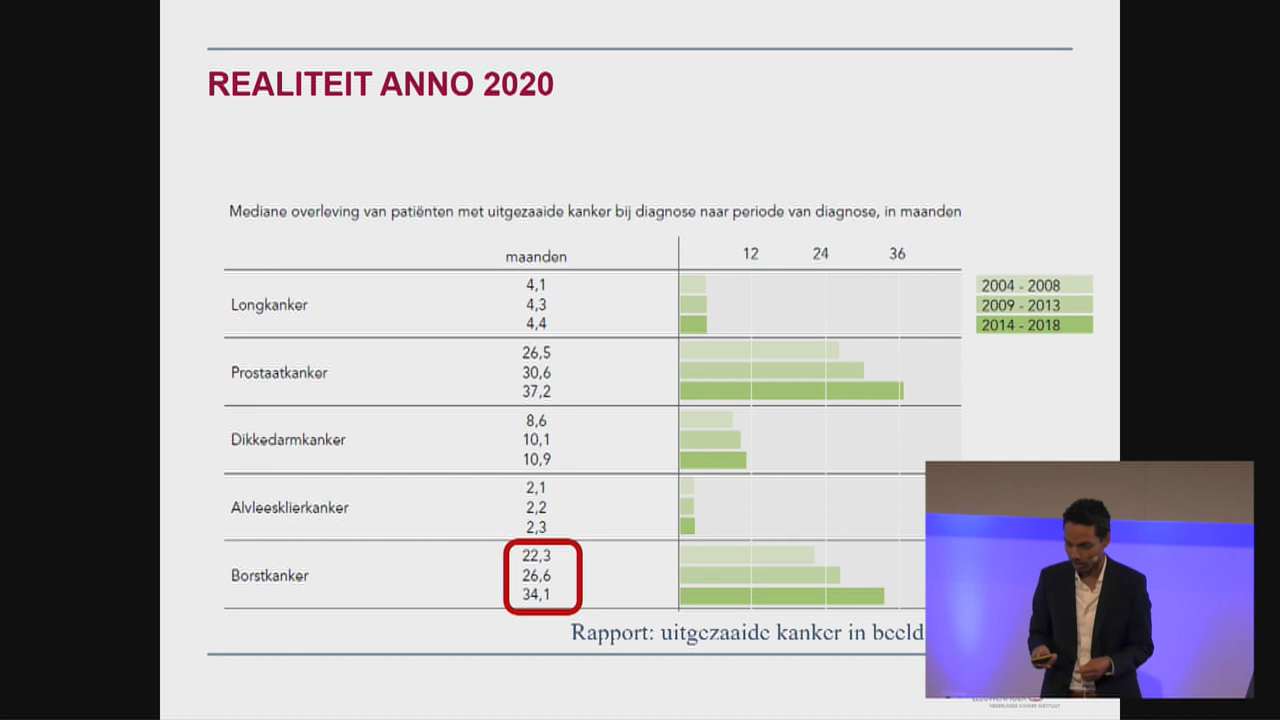 REALITEIT ANNO 2020
Mediane overleving van patiënten met uitgezaaide kanker bij diagnose naar periode van diagnose, in maanden
maanden 12 24 36
4,1 2004 - 2008
Longkanker 4,3 2009 - 2013
4,4 2014 - 2018
26,5
Prostaatkanker 30,6
37,2
8,6
Dikkedarmkanker 10,1
10,9
2,1
Alvleesklierkanker 2,2
2,3
22,3
Borstkanker 26,6
34,1
Rapport: uitgezaaide kanker in beeld
NEDERLANDS KANKER INSTITUUT